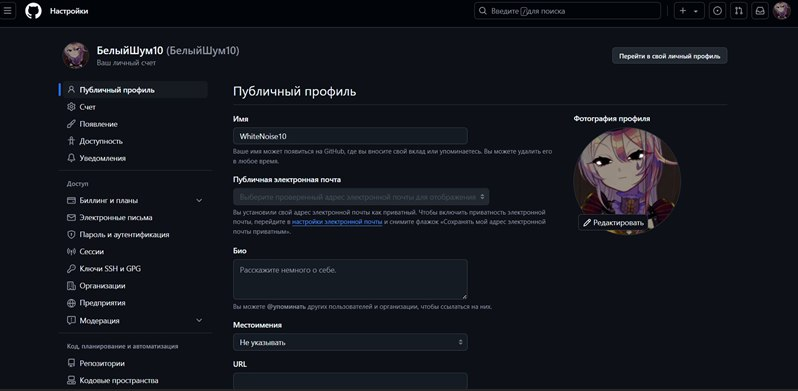 Настройки
Введите / для поиска
БелыйШум10 (БелыйШум10)
Ваш личный счет
Перейти в свой личный профиль
Публичный профиль
Счет
Появление
Доступность
Уведомления
Доступ
Биллинг и планы
Электронные письма
Пароль и аутентификация
Сессии
Ключи SSH и GPG
Организации
Предприятия
Модерация
Код, планирование и автоматизация
Репозитории
Кодовые пространства
Публичный профиль
Имя
WhiteNoise10
Ваше имя может появиться на GitHub, где вы вносите свой вклад или упоминаетесь. Вы можете удалить его
в любое время.
Публичная электронная почта
Выберите проверенный адрес электронной почты для отображения
Вы установили свой адрес электронной почты как приватный. Чтобы включить приватность электронной
почты, перейдите в настройки электронной почты и снимите флажок «Сохранять мой адрес электронной
почты приватным».
Био
Расскажите немного о себе.
Вы можете @упоминать других пользователей и организации, чтобы ссылаться на них.
Местоимения
Не указывать
URL
Фотография профиля
Редактировать